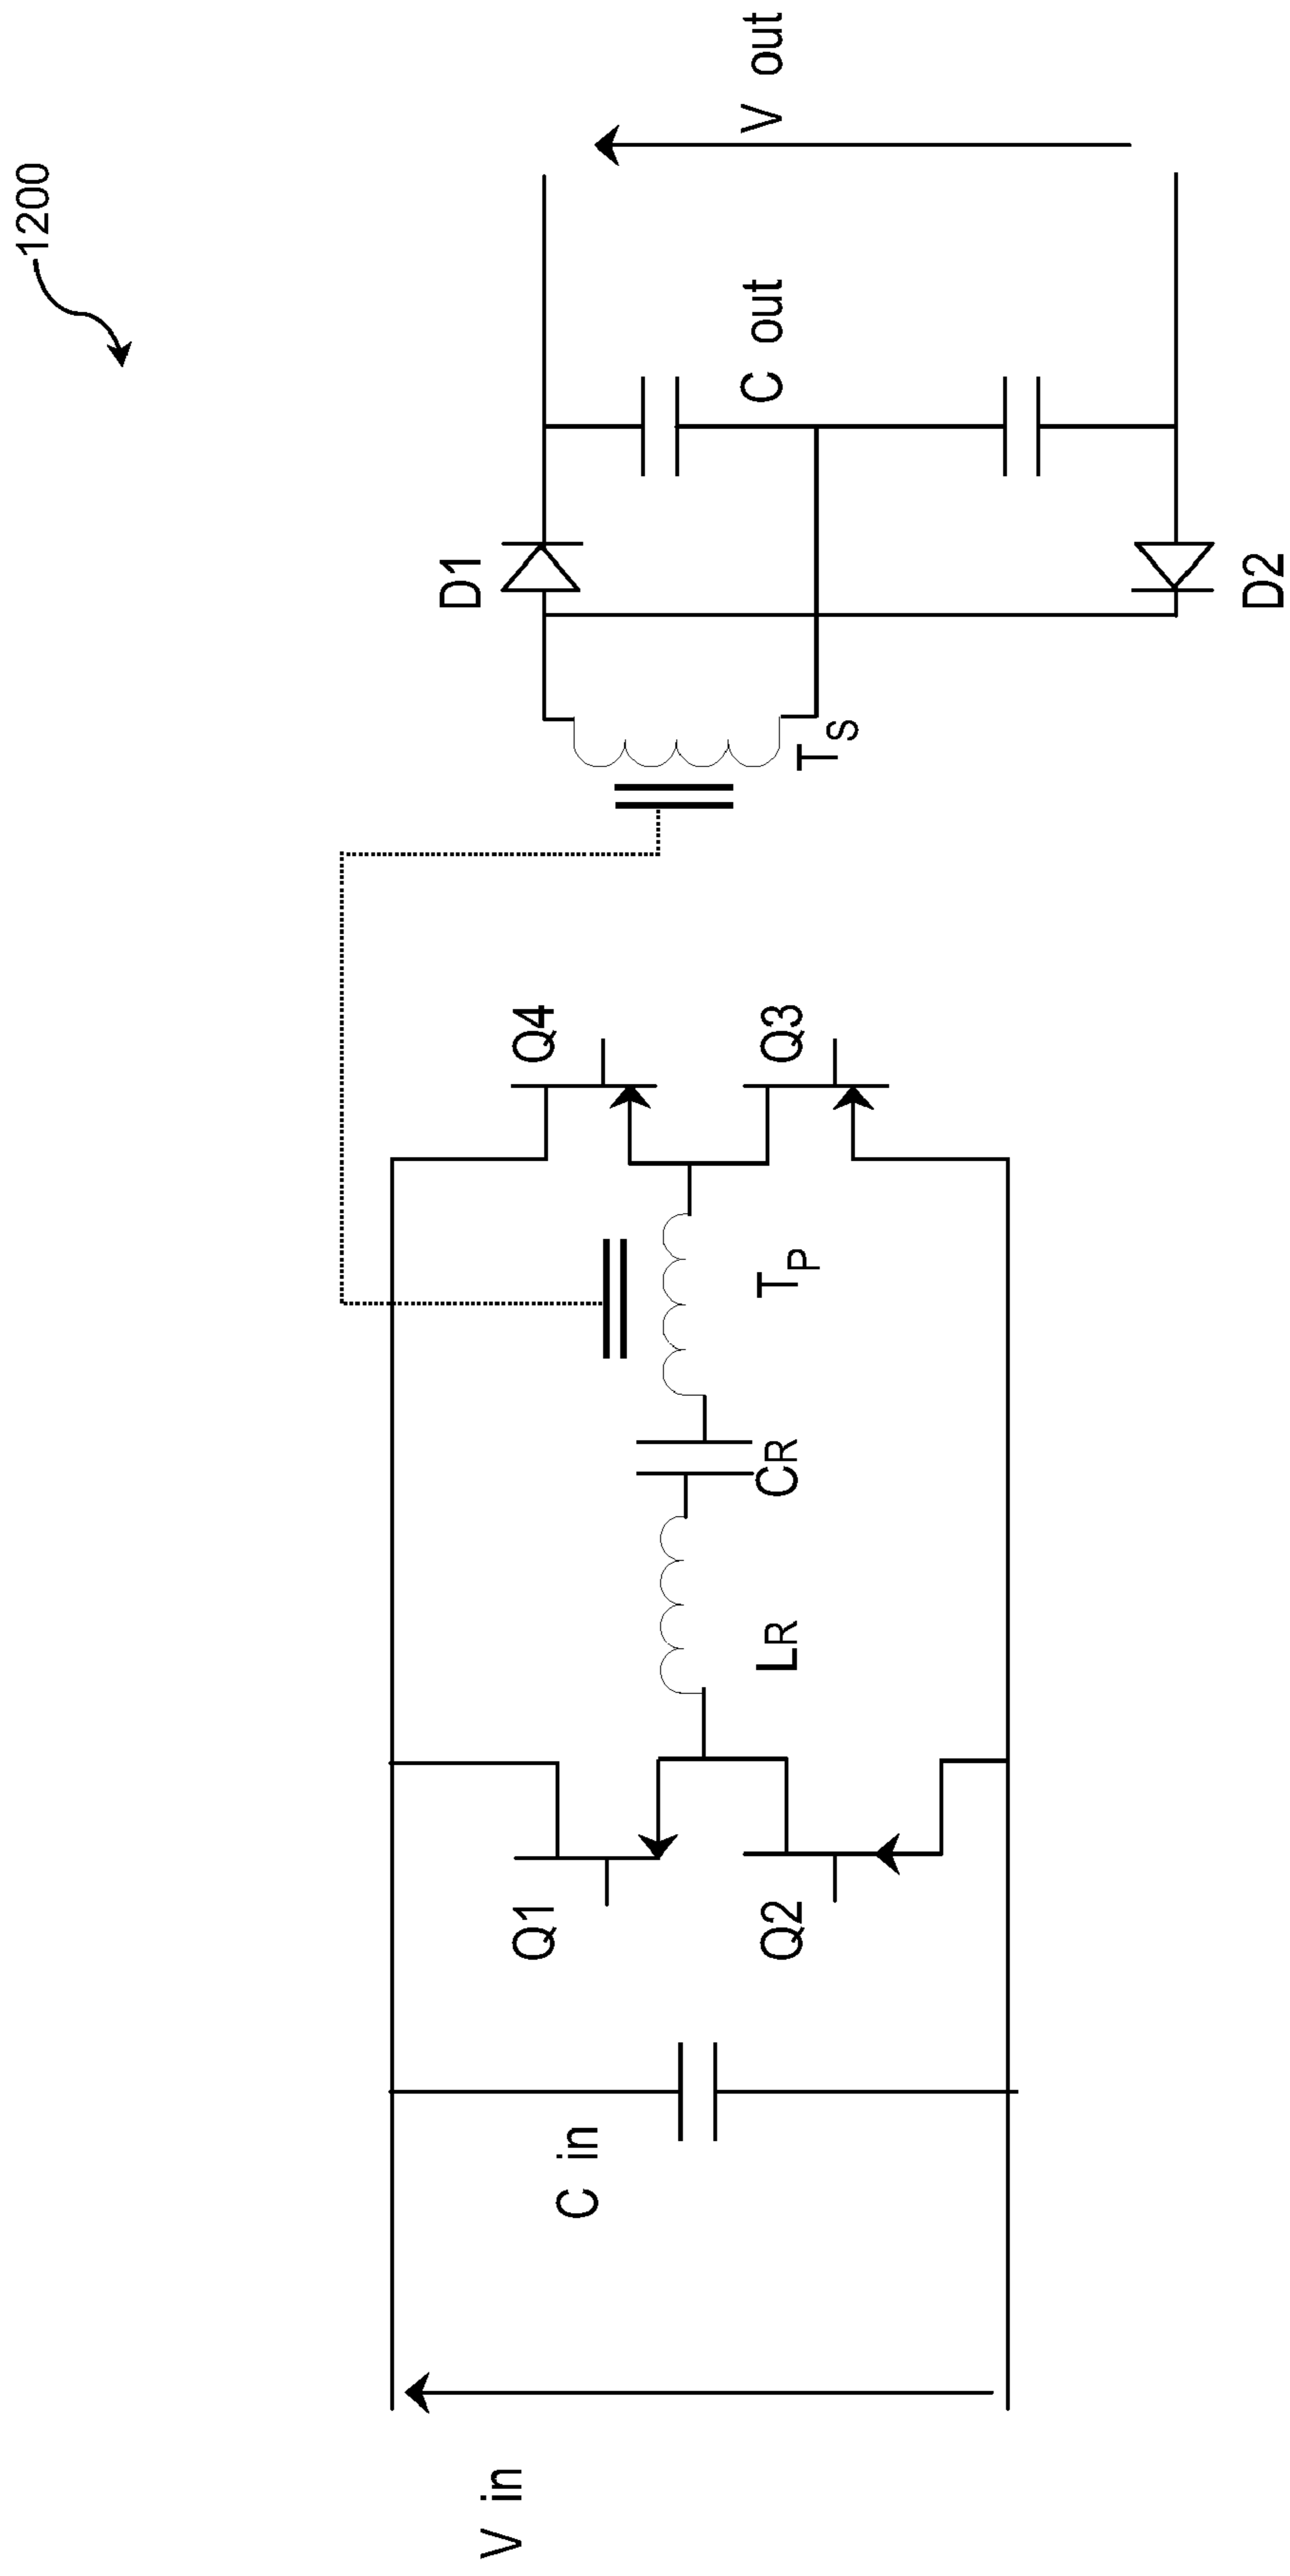 1200
V in
C in
Q1
Q2
LR
CR
TP
Q4
Q3
TS
D1
D2
C out
V out